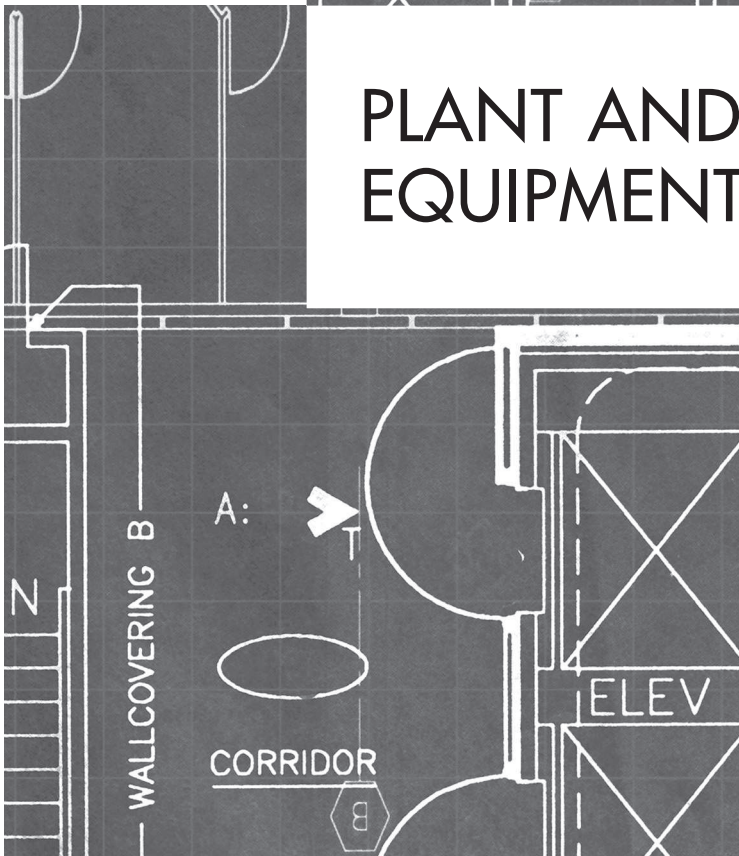 PLANT AND
EQUIPMENT
A:
T
WALLCOVERING B
N
ELEV
CORRIDOR
B